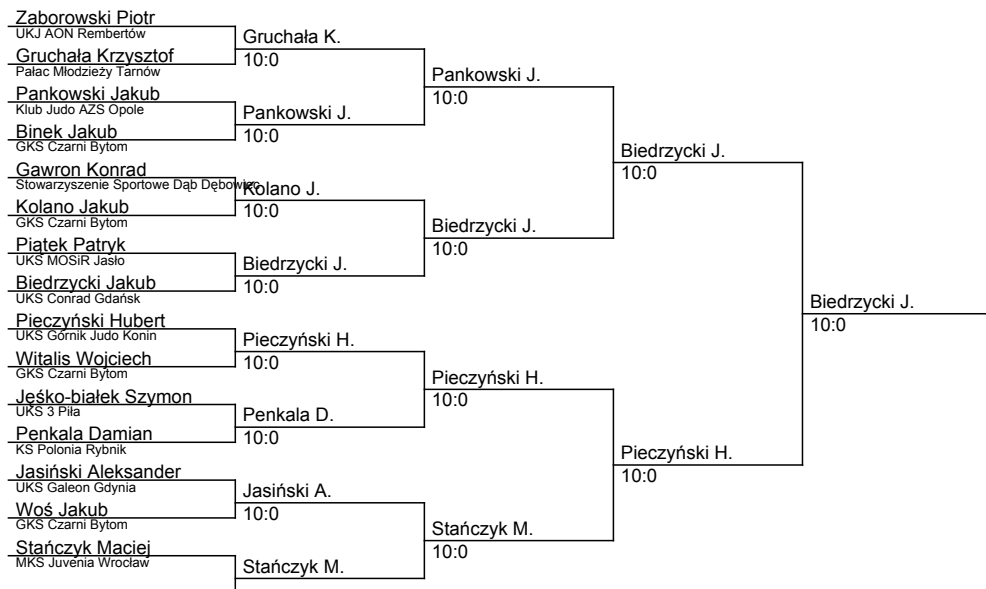 Zaborowski Piotr
UKJ AON Rembertów
Gruchała Krzysztof
Pałac Młodzieży Tarnów
Pankowski Jakub
Klub Judo AZS Opole
Binek Jakub
GKS Czarni Bytom
Gawron Konrad
Stowarzyszenie Sportowe Dąb Dębowiec
Kolano Jakub
GKS Czarni Bytom
Piątek Patryk
UKS MOSiR Jasło
Biedrzycki Jakub
UKS Conrad Gdańsk
Pieczyński Hubert
UKS Górnik Judo Konin
Witalis Wojciech
GKS Czarni Bytom
Jęśko-białek Szymon
UKS 3 Piła
Penkala Damian
KS Polonia Rybnik
Jasiński Aleksander
UKS Galeon Gdynia
Woś Jakub
GKS Czarni Bytom
Stańczyk Maciej
MKS Juvenia Wrocław
Gruchała K.
10:0
Pankowski J.
10:0
Kolano J.
10:0
Biedrzycki J.
10:0
Pieczyński H.
10:0
Penkala D.
10:0
Jasiński A.
10:0
Stańczyk M.
Pankowski J.
10:0
Biedrzycki J.
10:0
Pieczyński H.
10:0
Stańczyk M.
10:0
Biedrzycki J.
10:0
Pieczyński H.
10:0
Biedrzycki J.
10:0